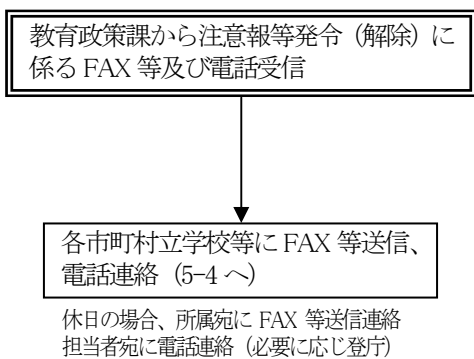 教育政策課から注意報等発令（解除）に
係る FAX 等及び電話受信
各市町村立学校等に FAX 等送信、
電話連絡（5-4 へ）
休日の場合、所属宛に FAX 等送信連絡
担当者宛に電話連絡（必要に応じ登庁）